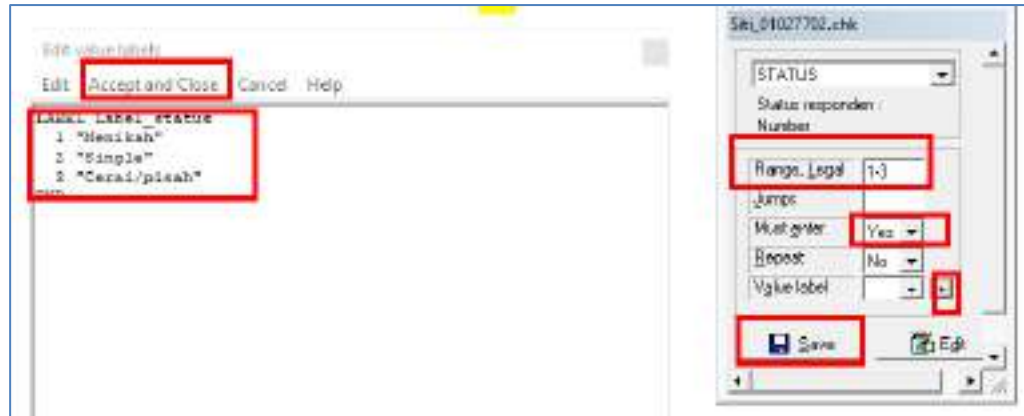 Edit value labels
Edit Accept and Close Cancel Help
LABEL Label_status
1 "Menikah"
2 "Single"
3 "Cerai/pisah"
END
Siti_01027702.chk
STATUS
Status responden
Number
Range, Legal 1-3
Jumps
Must enter Yes
Repeat No
Value label
Save Edit